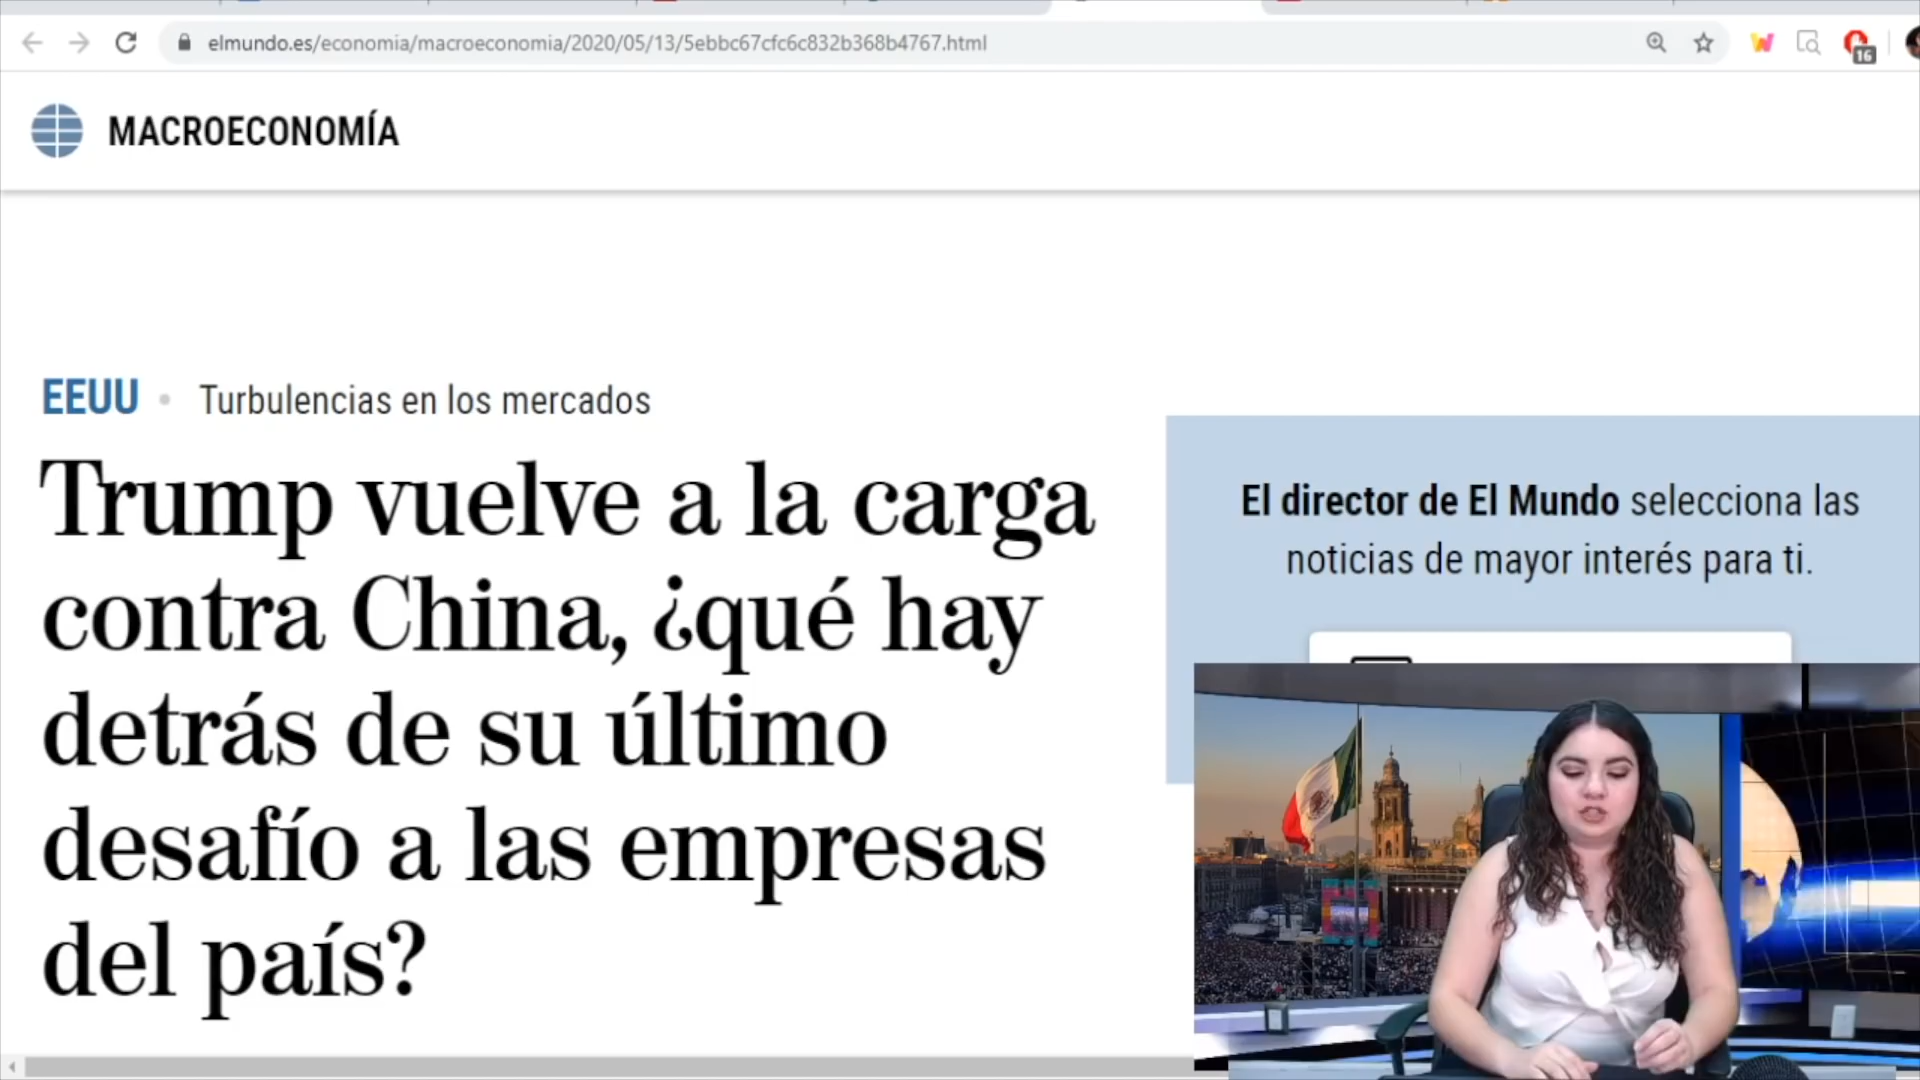 elmundo.es/economia/macroeconomia/2020/05/13/5ebbc67cfc6c832b368b4767.html
16
MACROECONOMÍA
EEUU • Turbulencias en los mercados
Trump vuelve a la carga
contra China, ¿qué hay
detrás de su último
desafío a las empresas
del país?
El director de El Mundo selecciona las
noticias de mayor interés para ti.